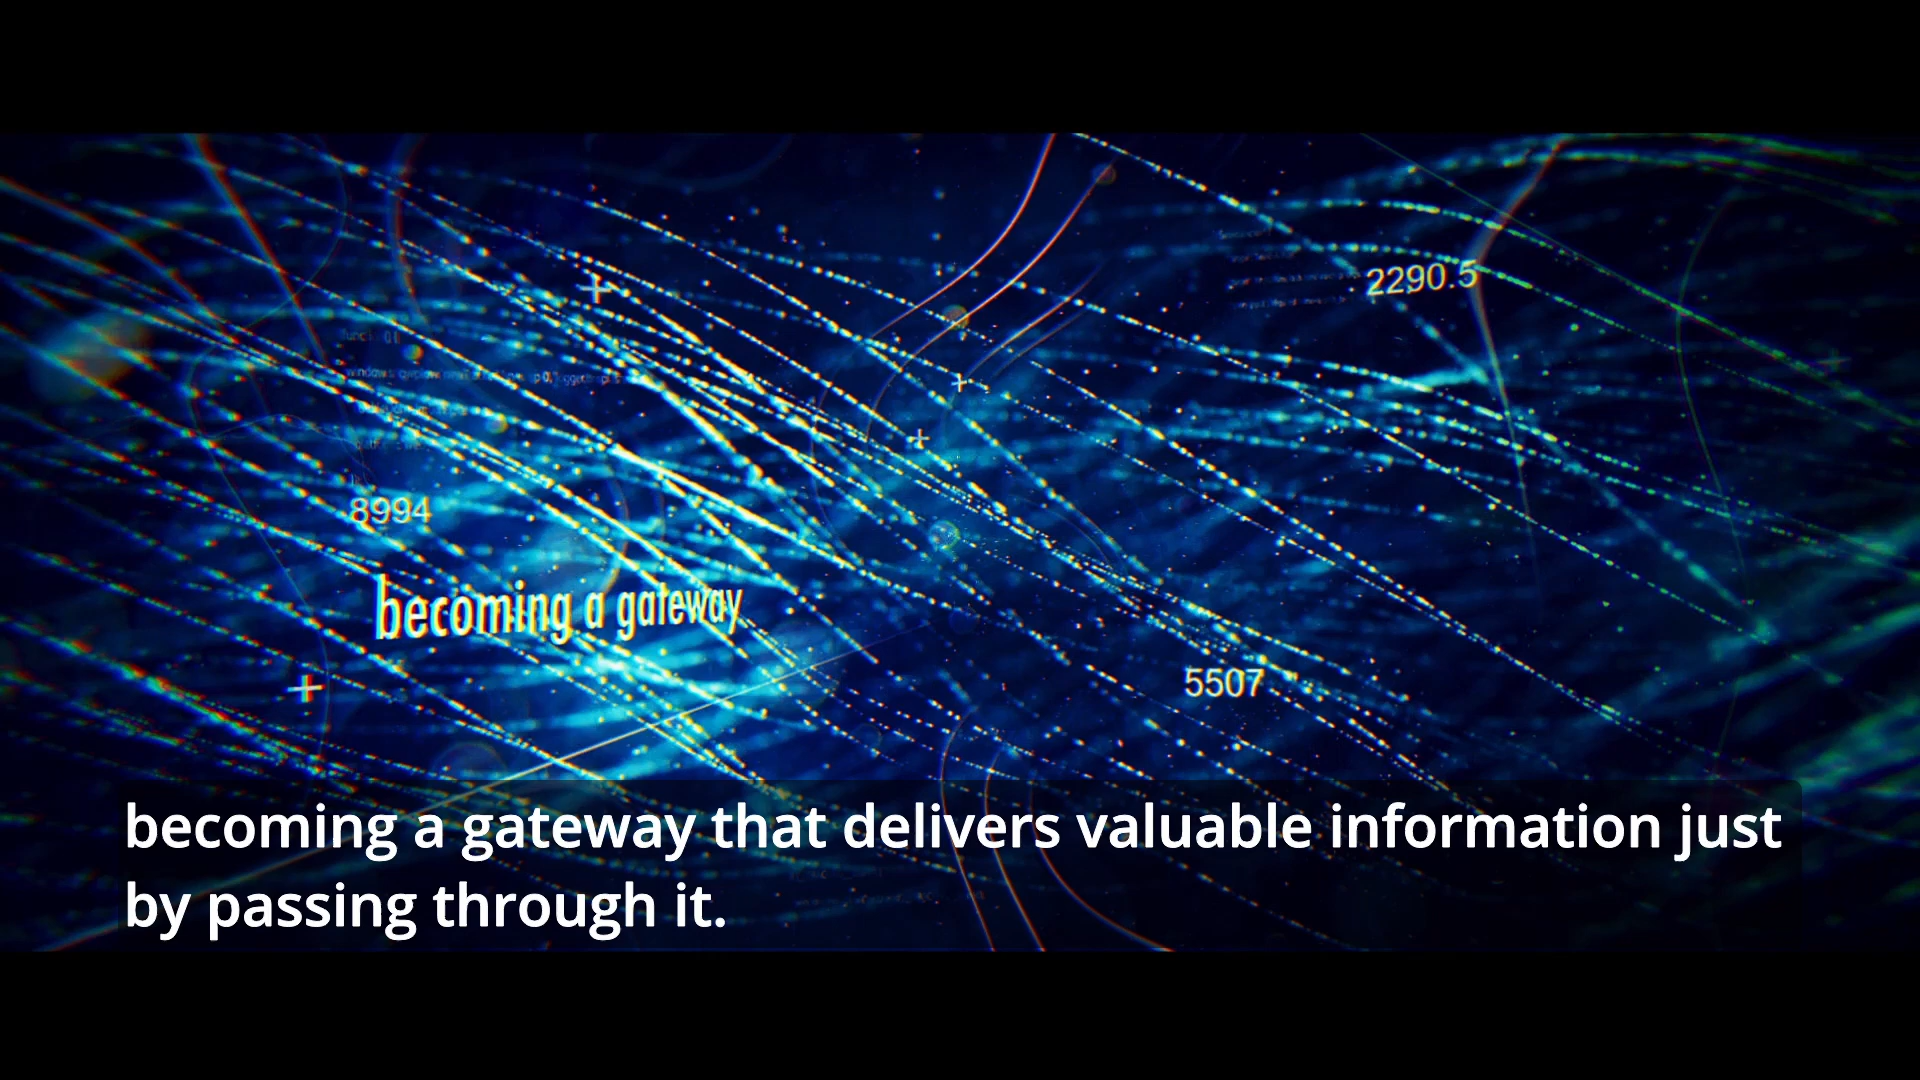 2290.5
8994
becoming a gateway
5507
becoming a gateway that delivers valuable information just
by passing through it.